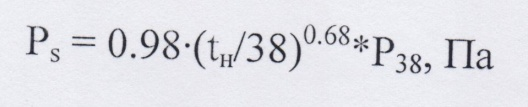 Pₛ = 0.98·(tₙ/38)^0.68*P₃₈, Па